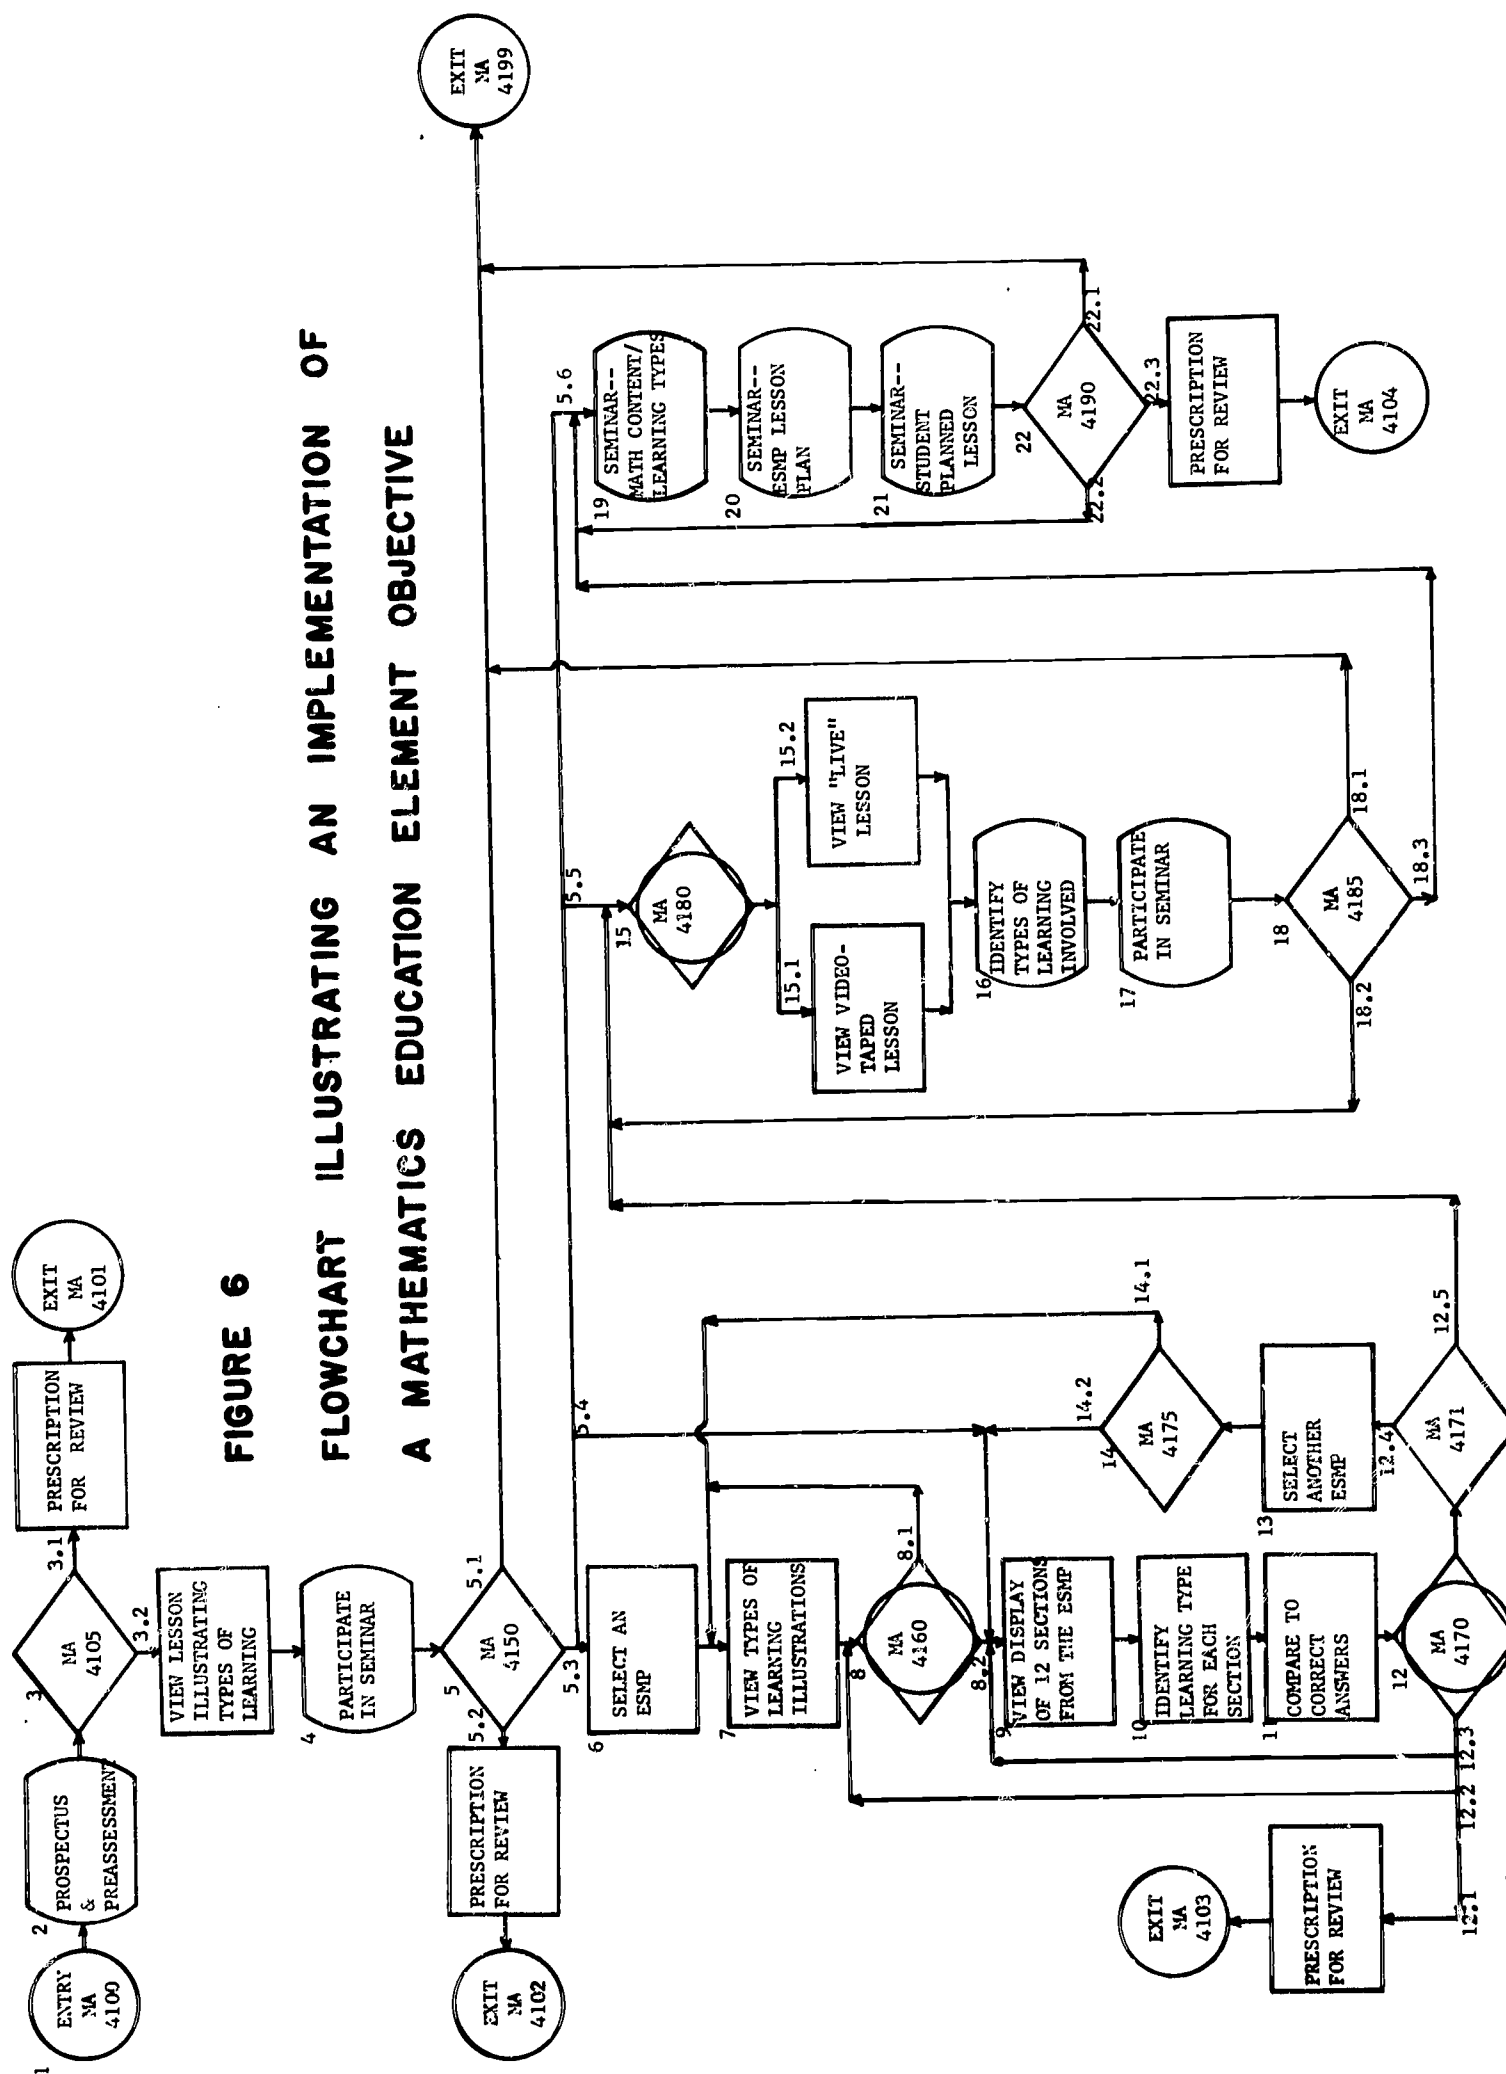 1
ENTRY
MA
4100
2
PROSPECTUS
&
PREASSESSMENT
3
MA
4105
3.1
PRESCRIPTION
FOR REVIEW
EXIT
MA
4101
3.2
VIEW LESSON
ILLUSTRATING
TYPES OF
LEARNING
4
PARTICIPATE
IN SEMINAR
FIGURE 6
FLOWCHART ILLUSTRATING AN IMPLEMENTATION OF
A MATHEMATICS EDUCATION ELEMENT OBJECTIVE
5
MA
4150
5.1
EXIT
MA
4199
5.2
PRESCRIPTION
FOR REVIEW
EXIT
MA
4102
5.3
5.4
5.5
5.6
6
SELECT AN
ESMP
7
VIEW TYPES OF
LEARNING
ILLUSTRATIONS
8
MA
4160
8.1
8.2
9
VIEW DISPLAY
OF 12 SECTIONS
FROM THE ESMP
10
IDENTIFY
LEARNING TYPE
FOR EACH
SECTION
11
COMPARE TO
CORRECT
ANSWERS
12
MA
4170
12.1
12.2
12.3
PRESCRIPTION
FOR REVIEW
EXIT
MA
4103
MA
4171
12.4
12.5
13
SELECT
ANOTHER
ESMP
14
MA
4175
14.1
14.2
15
MA
4180
15.1
VIEW VIDEO-
TAPED
LESSON
15.2
VIEW "LIVE"
LESSON
16
IDENTIFY
TYPES OF
LEARNING
INVOLVED
17
PARTICIPATE
IN SEMINAR
18
MA
4185
18.1
18.2
18.3
19
SEMINAR--
MATH CONTENT/
LEARNING TYPES
20
SEMINAR--
ESMP LESSON
PLAN
21
SEMINAR--
STUDENT
PLANNED
LESSON
22
MA
4190
22.1
22.2
22.3
PRESCRIPTION
FOR REVIEW
EXIT
MA
4104